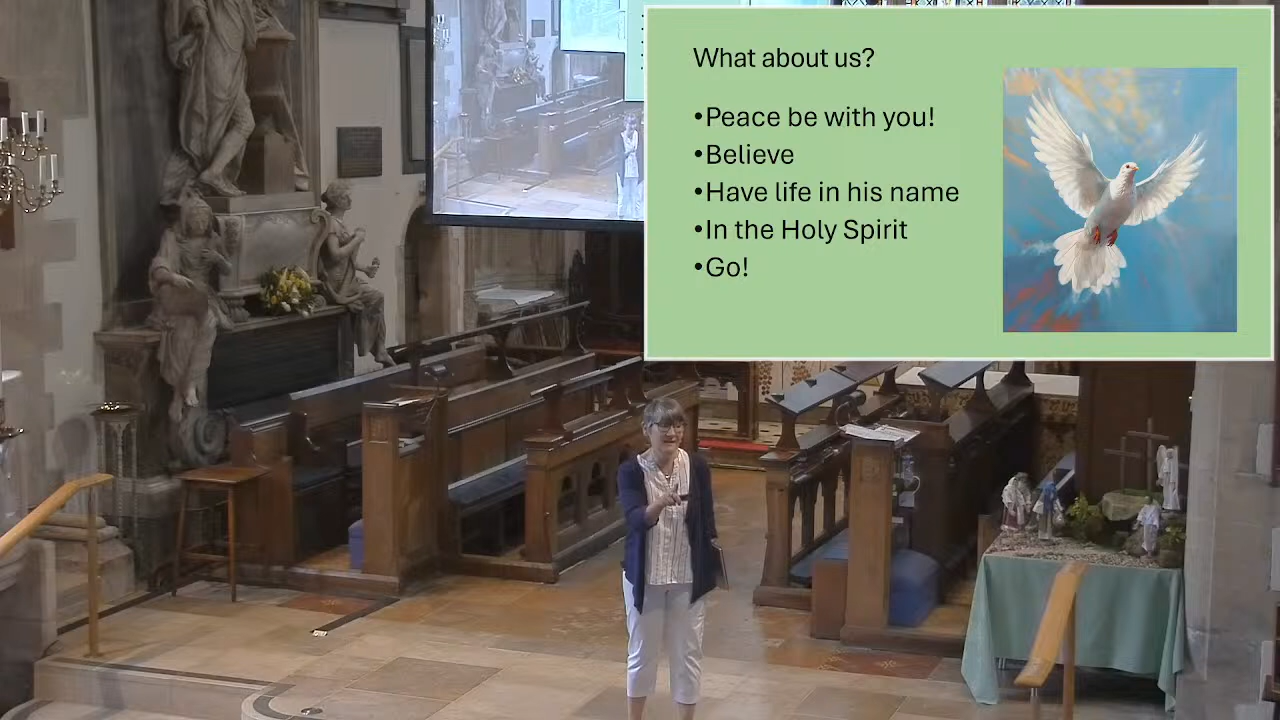 What about us?
•Peace be with you!
•Believe
•Have life in his name
•In the Holy Spirit
•Go!